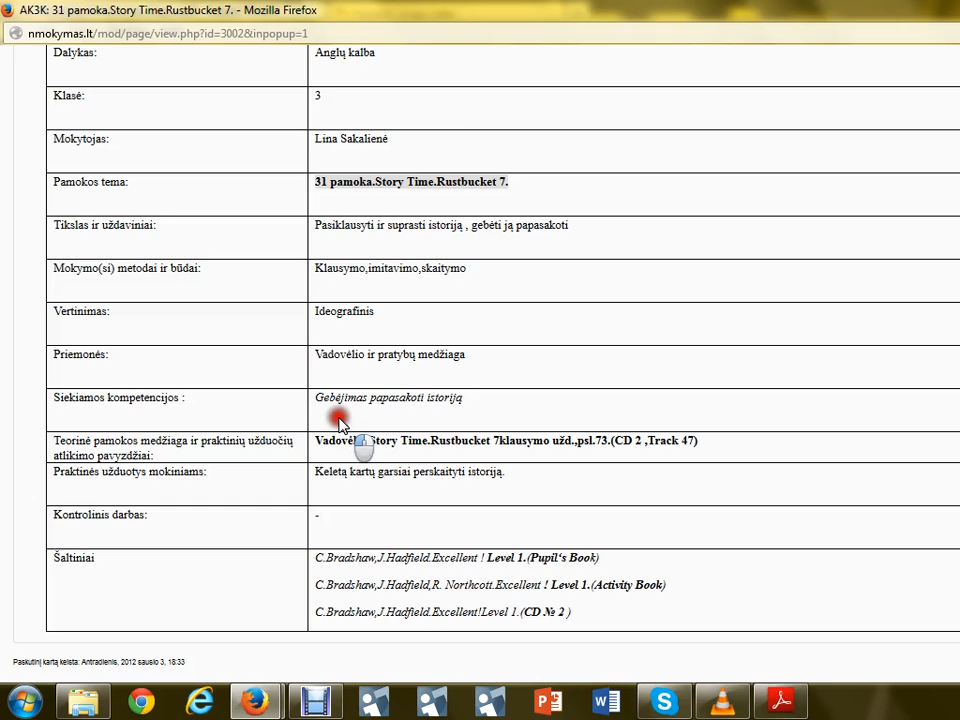 AK3K: 31 pamoka.Story Time.Rustbucket 7. - Mozilla Firefox
nmokymas.lt/mod/page/view.php?id=3002&inpopup=1
Dalykas: Anglų kalba
Klasė: 3
Mokytojas: Lina Sakalienė
Pamokos tema: 31 pamoka.Story Time.Rustbucket 7.
Tikslas ir uždaviniai: Pasiklausyti ir suprasti istoriją , gebėti ją papasakoti
Mokymo(si) metodai ir būdai: Klausymo,imitavimo,skaitymo
Vertinimas: Ideografinis
Priemonės: Vadovėlio ir pratybų medžiaga
Siekiamos kompetencijos : Gebėjimas papasakoti istoriją
Teorinė pamokos medžiaga ir praktinių užduočių
atlikimo pavyzdžiai:
Story Time.Rustbucket 7klausymo užd.,psl.73.(CD 2 ,Track 47)
Praktinės užduotys mokiniams: Keletą kartų garsiai perskaityti istoriją.
Kontrolinis darbas: -
Šaltiniai
C.Bradshaw,J.Hadfield.Excellent ! Level 1.(Pupil‘s Book)
C.Bradshaw,J.Hadfield,R. Northcott.Excellent ! Level 1.(Activity Book)
C.Bradshaw,J.Hadfield.Excellent!Level 1.(CD № 2 )
Paskutinį kartą keista: Antradienis, 2012 sausio 3, 18:33